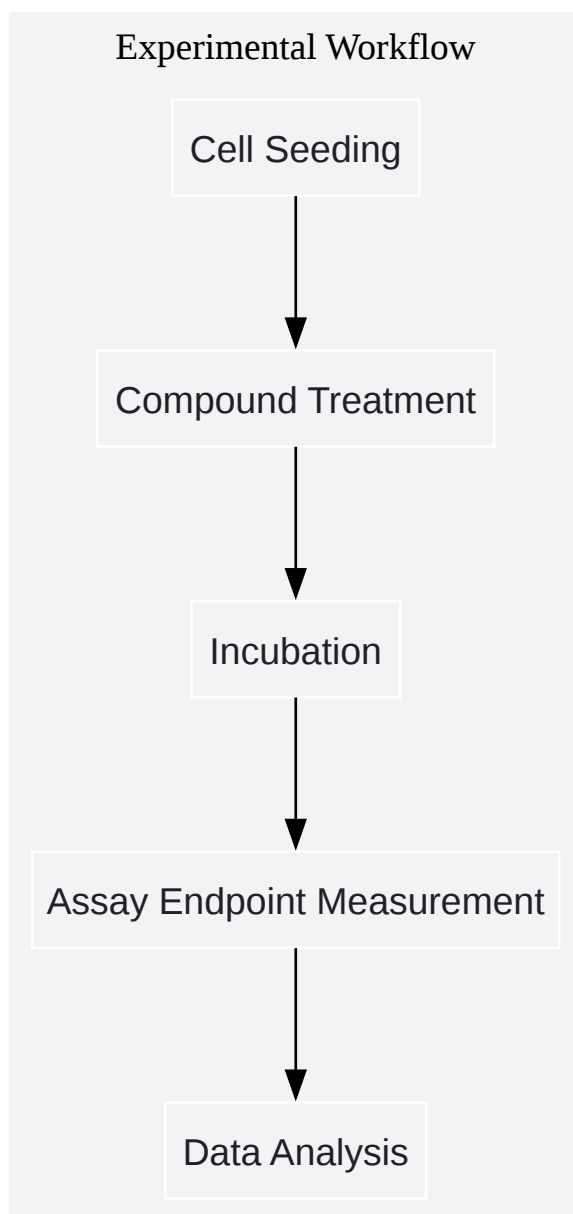 Experimental Workflow
Cell Seeding
Compound Treatment
Incubation
Assay Endpoint Measurement
Data Analysis